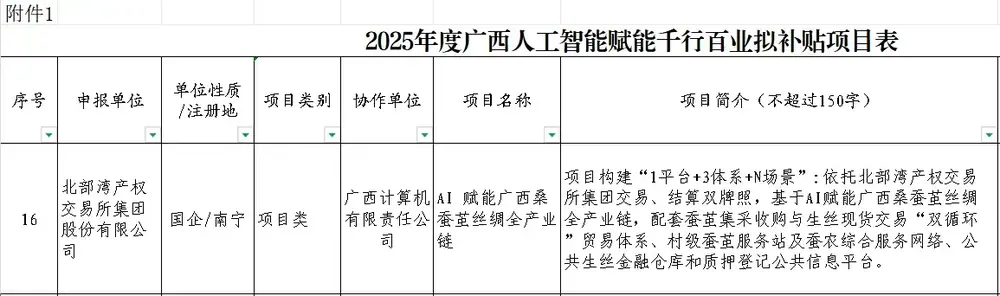 附件1
2025年度广西人工智能赋能千行百业拟补贴项目表
序号
申报单位
单位性质
/注册地
项目类别
协作单位
项目名称
项目简介（不超过150字）
16
北部湾产权
交易所集团
股份有限公司
国企/南宁
项目类
广西计算机
有限责任公
司
AI 赋能广西桑
蚕茧丝绸全产业
链
项目构建“1平台+3体系+N场景”:依托北部湾产权交易
所集团交易、结算双牌照，基于AI赋能广西桑蚕茧丝绸
全产业链，配套蚕茧集采收购与生丝现货交易“双循环
”贸易体系、村级蚕茧服务站及蚕农综合服务网络、公
共生丝金融仓库和质押登记公共信息平台。